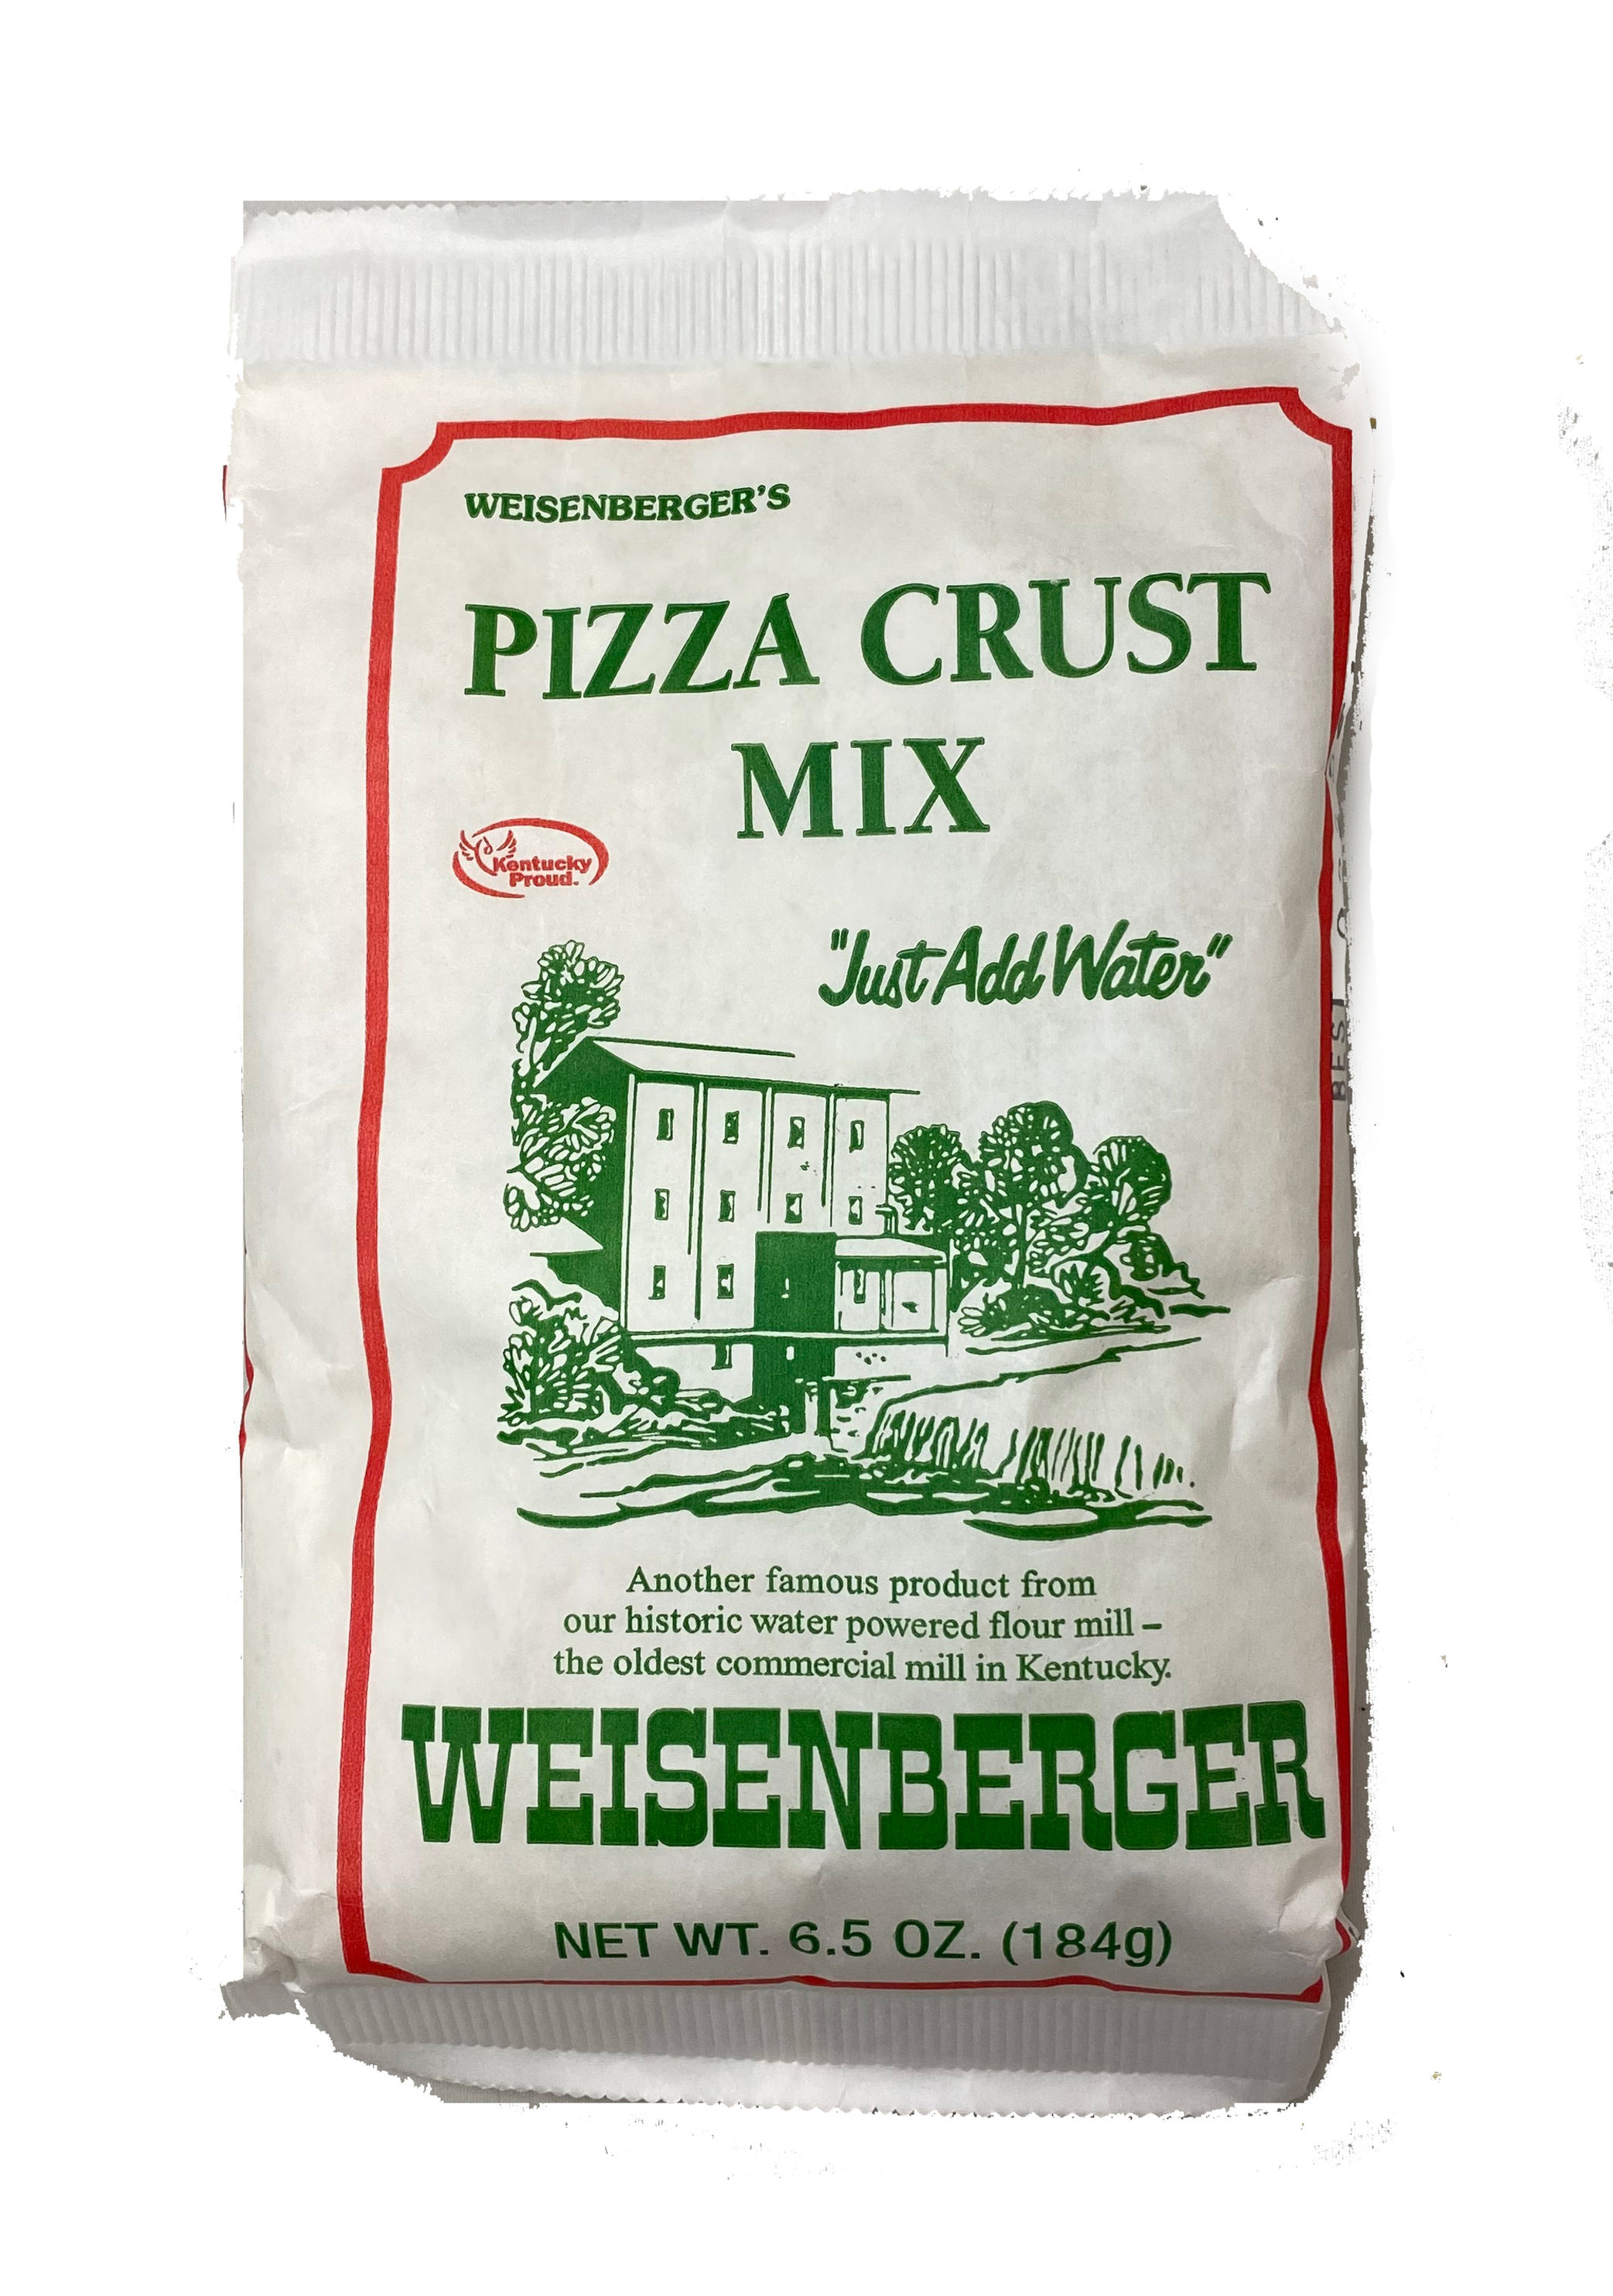 WEISENBERGER'S
PIZZA CRUST
MIX
Kentucky
Proud.
"Just Add Water"
Another famous product from
our historic water powered flour mill –
the oldest commercial mill in Kentucky.
WEISENBERGER
NET WT. 6.5 OZ. (184g)
BEST